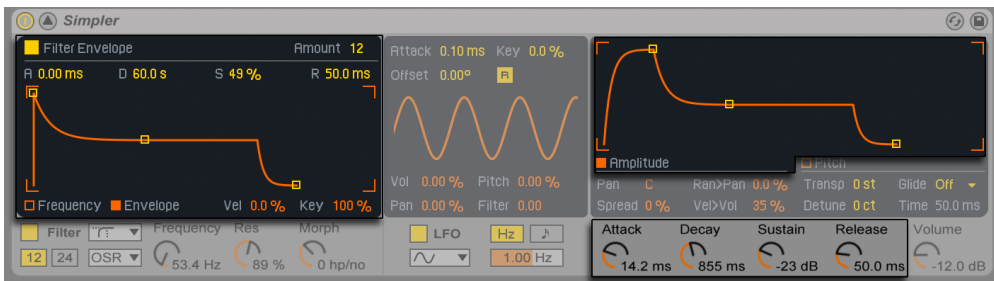 Simpler
Filter Envelope Amount 12
A 0.00 ms D 60.0 s S 49 % R 50.0 ms
Frequency Envelope Vel 0.0 % Key 100 %
Attack 0.10 ms Key 0.0 %
Offset 0.00° R
Vol 0.00 % Pitch 0.00 %
Pan 0.00 % Filter 0.00
Amplitude Pitch
Pan C Ran>Pan 0.0 % Transp 0 st Glide Off
Spread 0 % Vel>Vol 35 % Detune 0 ct Time 50.0 ms
Filter Frequency Res Morph
12 24 OSR 53.4 Hz 89 % 0 hp/no
LFO Hz ♪
1.00 Hz
Attack Decay Sustain Release Volume
14.2 ms 855 ms -23 dB 50.0 ms -12.0 dB